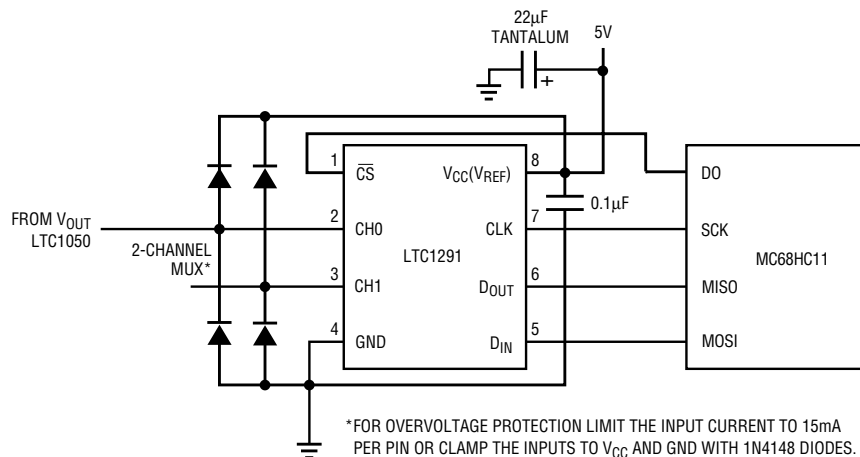 22µF
TANTALUM
5V
+
1
C̅S̅
VCC(VREF)
8
DO
0.1µF
FROM VOUT
LTC1050
2
CH0
CLK
7
SCK
2-CHANNEL
MUX*
LTC1291
MC68HC11
3
CH1
DOUT
6
MISO
4
GND
DIN
5
MOSI
*FOR OVERVOLTAGE PROTECTION LIMIT THE INPUT CURRENT TO 15mA
PER PIN OR CLAMP THE INPUTS TO VCC AND GND WITH 1N4148 DIODES.